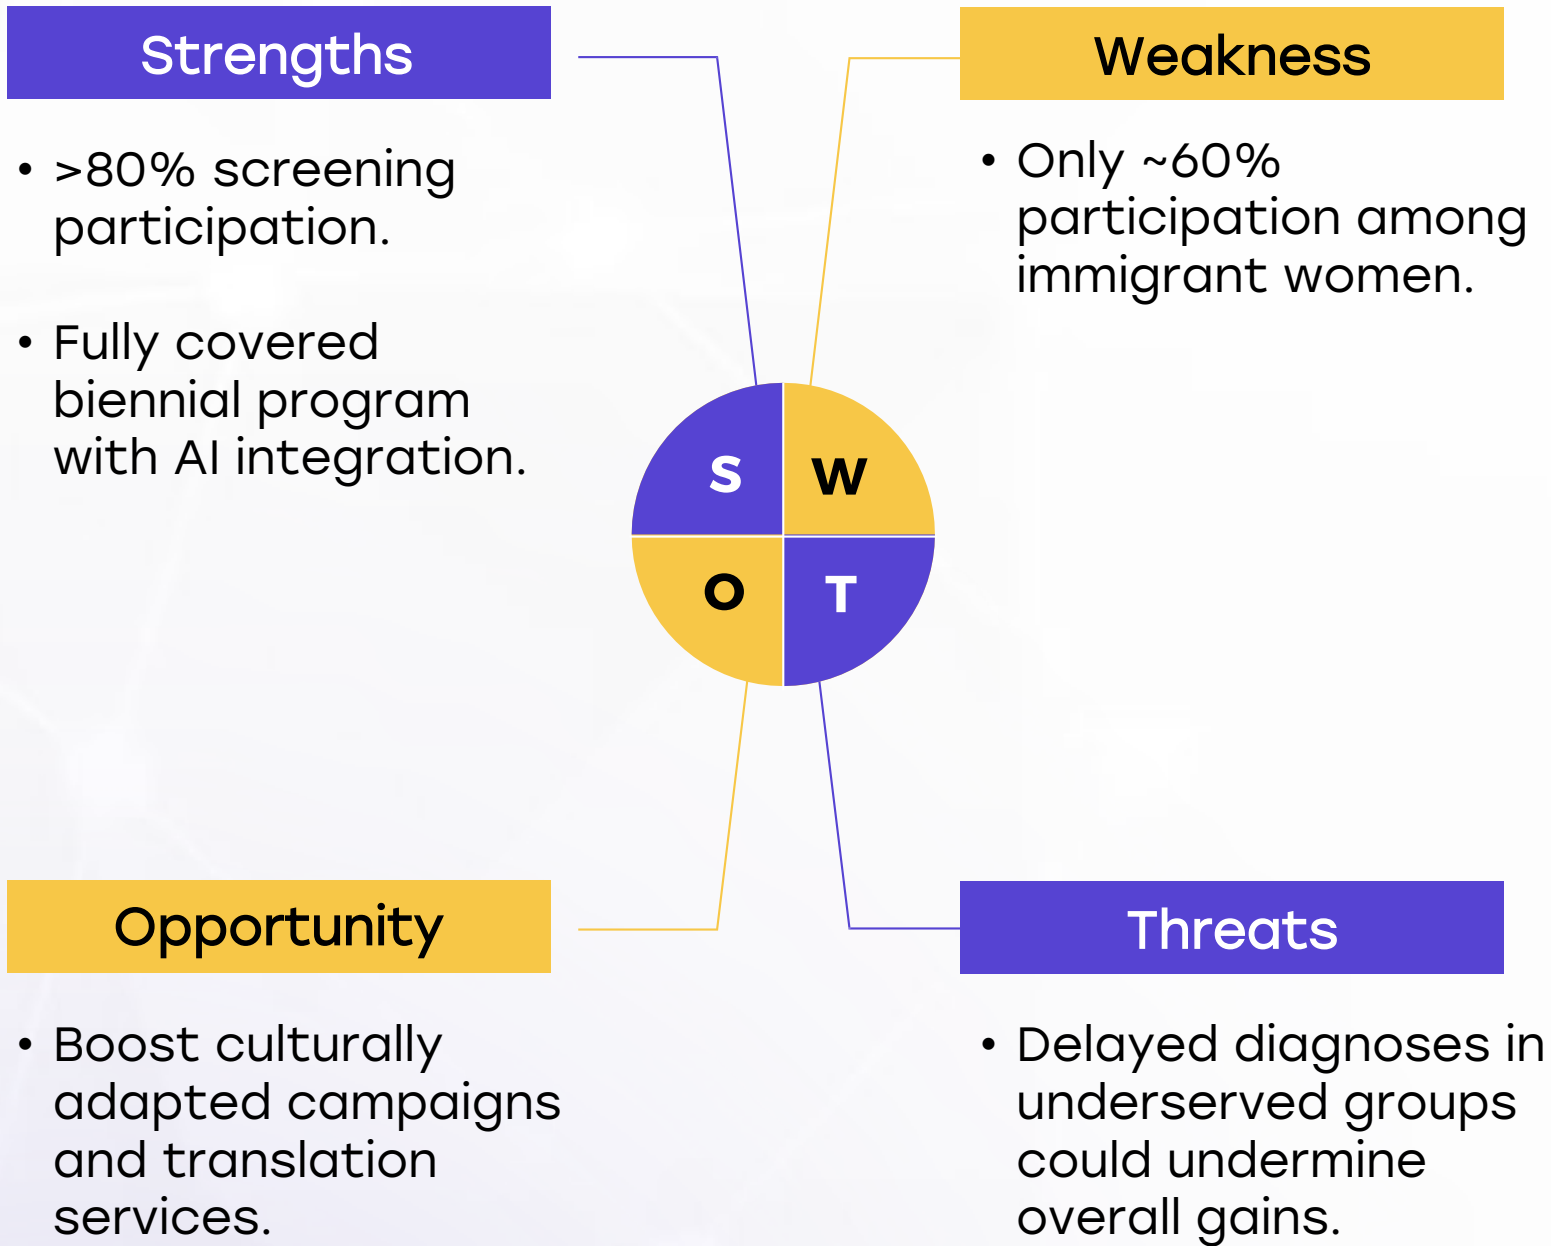 Strengths
• >80% screening
participation.
• Fully covered
biennial program
with AI integration.
Weakness
• Only ~60%
participation among
immigrant women.
S
W
O
T
Opportunity
• Boost culturally
adapted campaigns
and translation
services.
Threats
• Delayed diagnoses in
underserved groups
could undermine
overall gains.